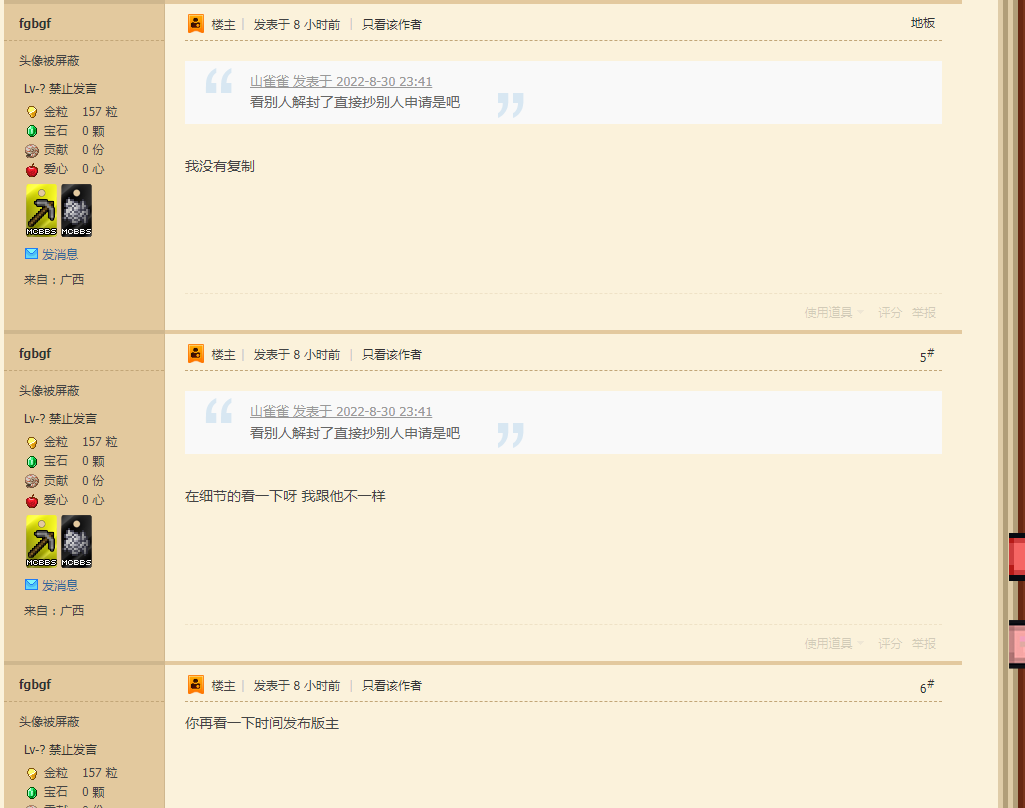 fgbgf
楼主 | 发表于 8 小时前 | 只看该作者
地板
头像被屏蔽
Lv-? 禁止发言
金粒 157 粒
宝石 0 颗
贡献 0 份
爱心 0 心
MCBBS MCBBS
发消息
来自：广西
山雀雀 发表于 2022-8-30 23:41
看别人解封了直接抄别人申请是吧
我没有复制
使用道具 评分 举报
fgbgf
楼主 | 发表于 8 小时前 | 只看该作者
5#
头像被屏蔽
Lv-? 禁止发言
金粒 157 粒
宝石 0 颗
贡献 0 份
爱心 0 心
MCBBS MCBBS
发消息
来自：广西
山雀雀 发表于 2022-8-30 23:41
看别人解封了直接抄别人申请是吧
在细节的看一下呀 我跟他不一样
使用道具 评分 举报
fgbgf
楼主 | 发表于 8 小时前 | 只看该作者
6#
头像被屏蔽
Lv-? 禁止发言
金粒 157 粒
宝石 0 颗
你再看一下时间发布版主